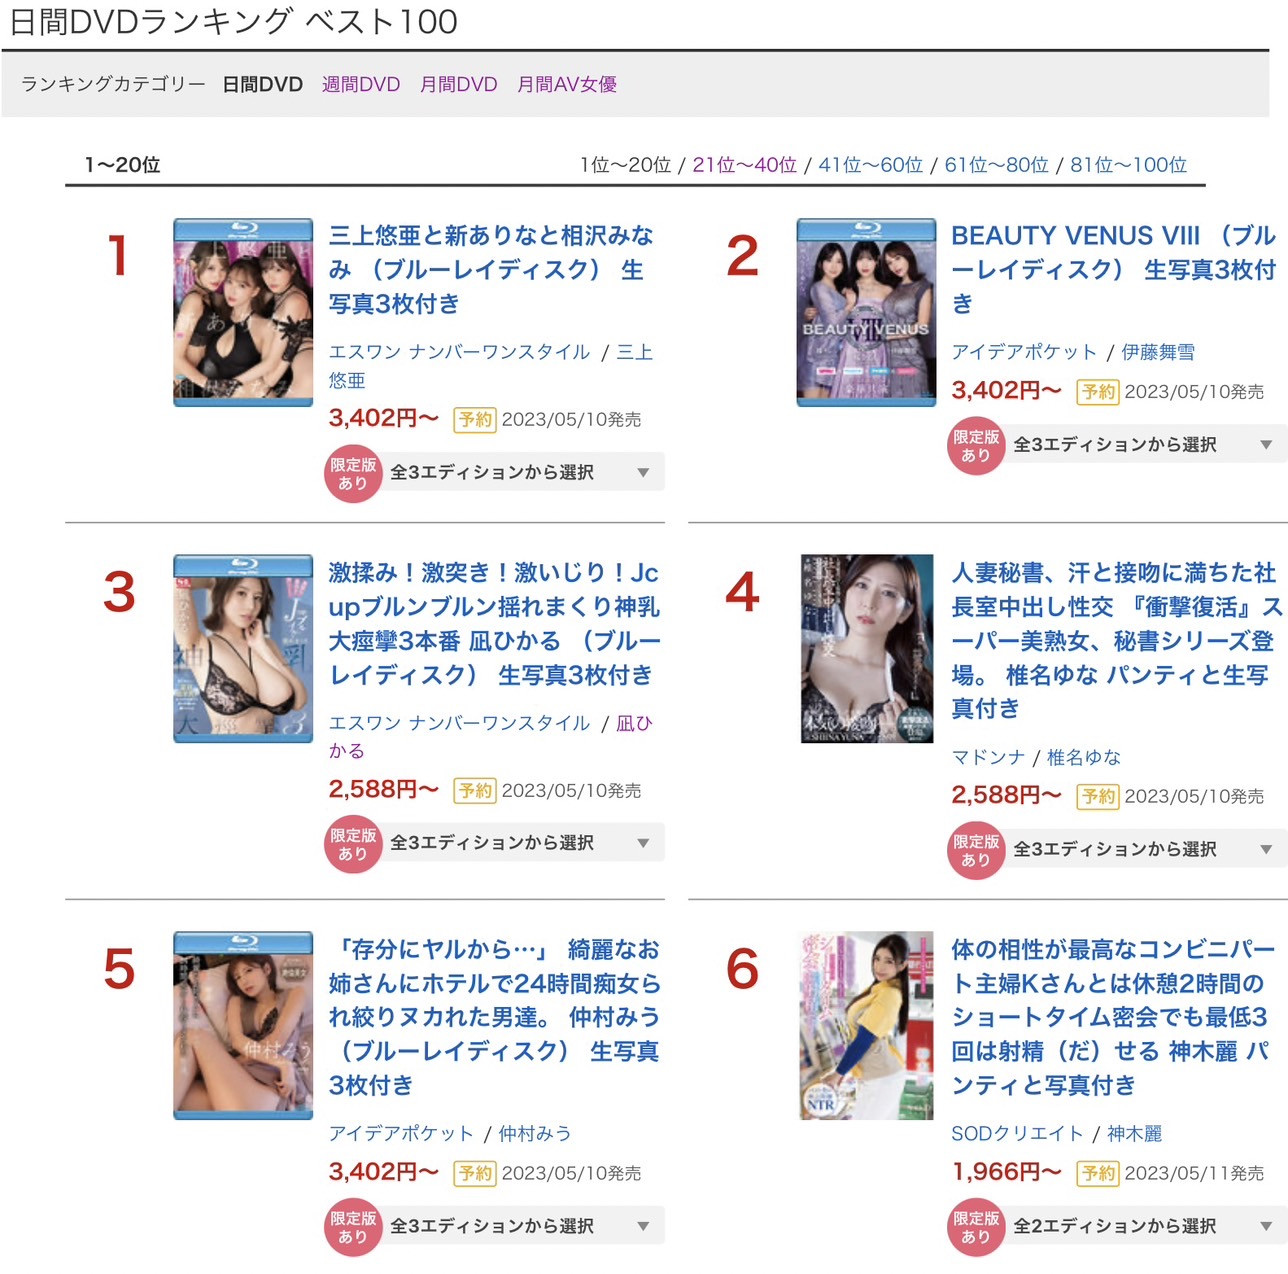 日間DVDランキング ベスト100
ランキングカテゴリー 日間DVD 週間DVD 月間DVD 月間AV女優
1〜20位
1位〜20位 / 21位〜40位 / 41位〜60位 / 61位〜80位 / 81位〜100位
1
三上悠亜と新ありなと相沢みな
み （ブルーレイディスク） 生
写真3枚付き
エスワン ナンバーワンスタイル / 三上
悠亜
3,402円〜 予約 2023/05/10発売
限定版
あり
全3エディションから選択
2
BEAUTY VENUS
VIII
BEAUTY VENUS VIII （ブル
ーレイディスク） 生写真3枚付
き
アイデアポケット / 伊藤舞雪
3,402円〜 予約 2023/05/10発売
限定版
あり
全3エディションから選択
3
激揉み！激突き！激いじり！Jc
upブルンブルン揺れまくり神乳
大痙攣3本番 凪ひかる （ブルー
レイディスク） 生写真3枚付き
エスワン ナンバーワンスタイル / 凪ひ
かる
2,588円〜 予約 2023/05/10発売
限定版
あり
全3エディションから選択
4
SHIINA YUNA
人妻秘書、汗と接吻に満ちた社
長室中出し性交 『衝撃復活』ス
ーパー美熟女、秘書シリーズ登
場。 椎名ゆな パンティと生写
真付き
マドンナ / 椎名ゆな
2,588円〜 予約 2023/05/10発売
限定版
あり
全3エディションから選択
5
仲村みう
「存分にヤルから…」 綺麗なお
姉さんにホテルで24時間痴女ら
れ絞りヌカれた男達。 仲村みう
（ブルーレイディスク） 生写真
3枚付き
アイデアポケット / 仲村みう
3,402円〜 予約 2023/05/10発売
限定版
あり
全3エディションから選択
6
NTR
体の相性が最高なコンビニパー
ト主婦Kさんとは休憩2時間の
ショートタイム密会でも最低3
回は射精（だ）せる 神木麗 パ
ンティと写真付き
SODクリエイト / 神木麗
1,966円〜 予約 2023/05/11発売
限定版
あり
全2エディションから選択